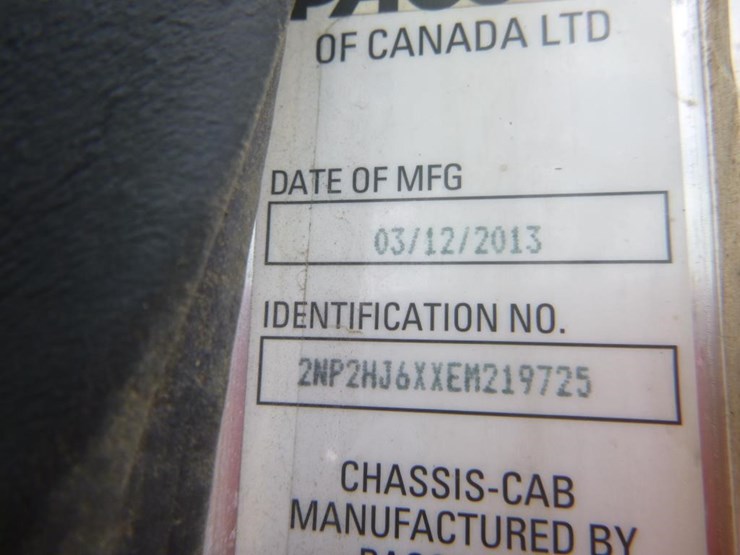 OF CANADA LTD
DATE OF MFG
03/12/2013
IDENTIFICATION NO.
2NP2HJ6XXEM219725
CHASSIS-CAB
MANUFACTURED BY